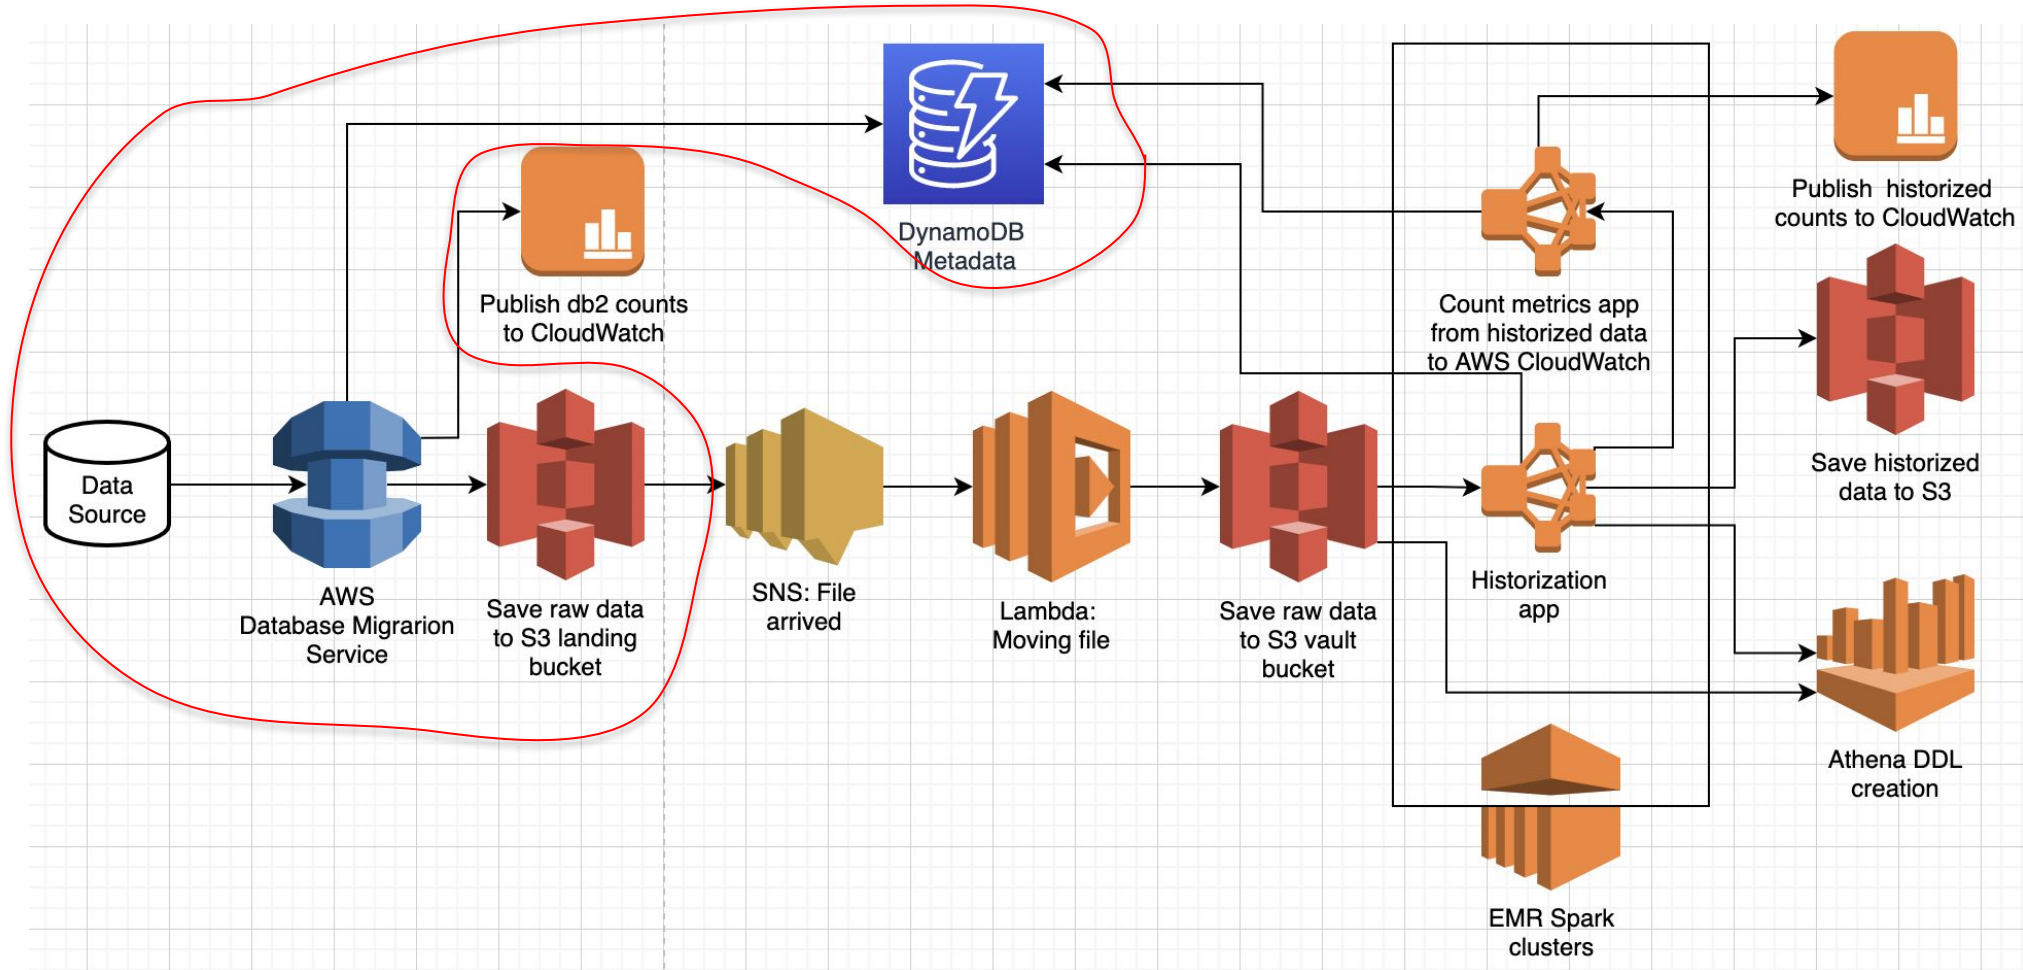 DynamoDB
Metadata
Publish historized
counts to CloudWatch
Publish db2 counts
to CloudWatch
Count metrics app
from historized data
to AWS CloudWatch
Data
Source
Save historized
data to S3
AWS
Database Migrarion
Service
Save raw data
to S3 landing
bucket
SNS: File
arrived
Lambda:
Moving file
Save raw data
to S3 vault
bucket
Historization
app
Athena DDL
creation
EMR Spark
clusters